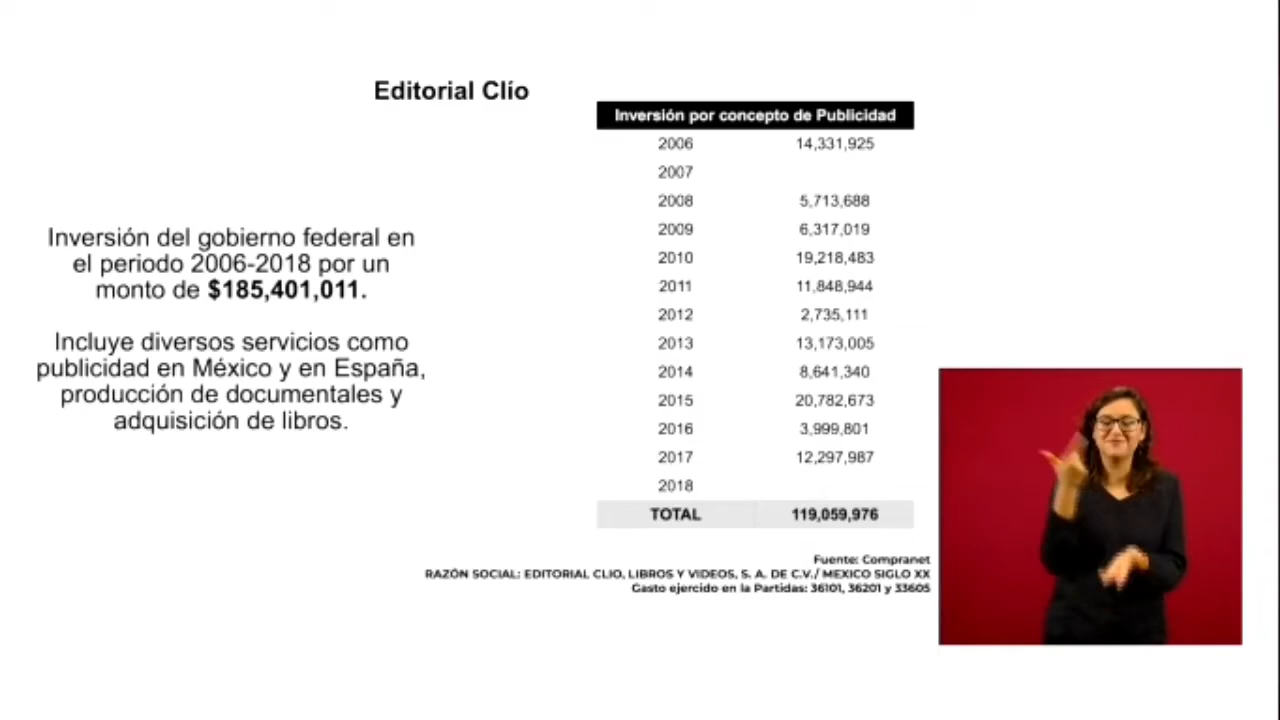 Editorial Clío
Inversión del gobierno federal en
el periodo 2006-2018 por un
monto de $185,401,011.
Incluye diversos servicios como
publicidad en México y en España,
producción de documentales y
adquisición de libros.
Inversión por concepto de Publicidad
2006 14,331,925
2007
2008 5,713,688
2009 6,317,019
2010 19,218,483
2011 11,848,944
2012 2,735,111
2013 13,173,005
2014 8,641,340
2015 20,782,673
2016 3,999,801
2017 12,297,987
2018
TOTAL 119,059,976
Fuente: Compranet
RAZÓN SOCIAL: EDITORIAL CLIO, LIBROS Y VIDEOS, S. A. DE C.V./ MEXICO SIGLO XX
Gasto ejercido en la Partidas: 36101, 36201 y 33605